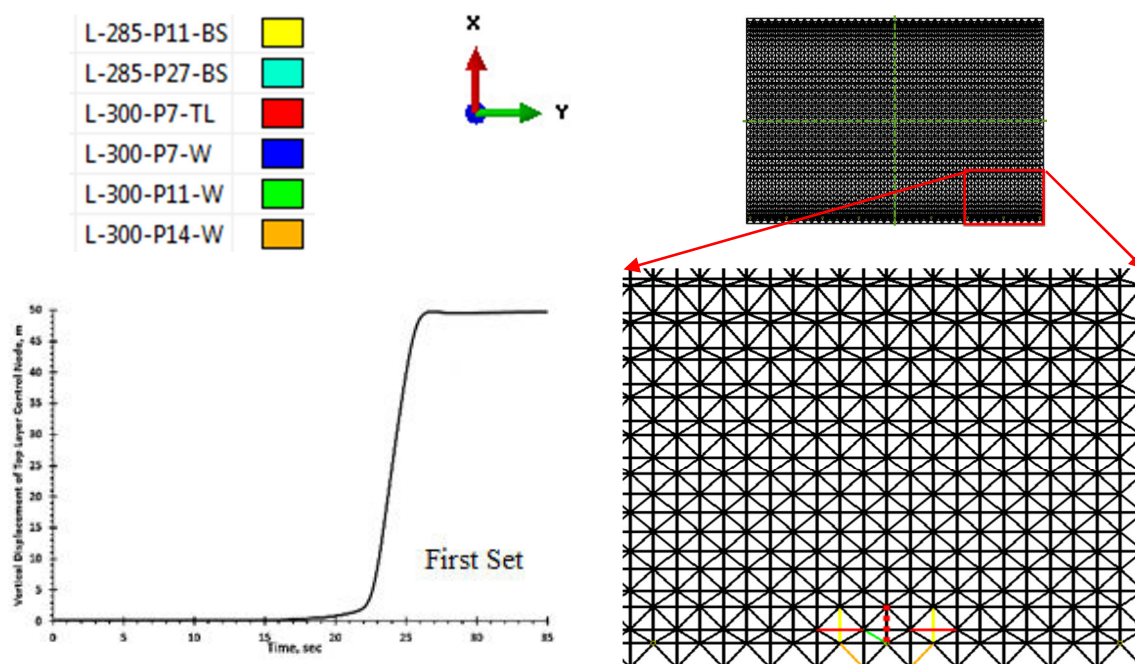 L-285-P11-BS
L-285-P27-BS
L-300-P7-TL
L-300-P7-W
L-300-P11-W
L-300-P14-W
X
Y
Vertical Displacement of Top Layer Control Node, m
50
45
40
35
30
25
20
15
10
5
0
First Set
0 5 10 15 20 25 30 35
Time, sec